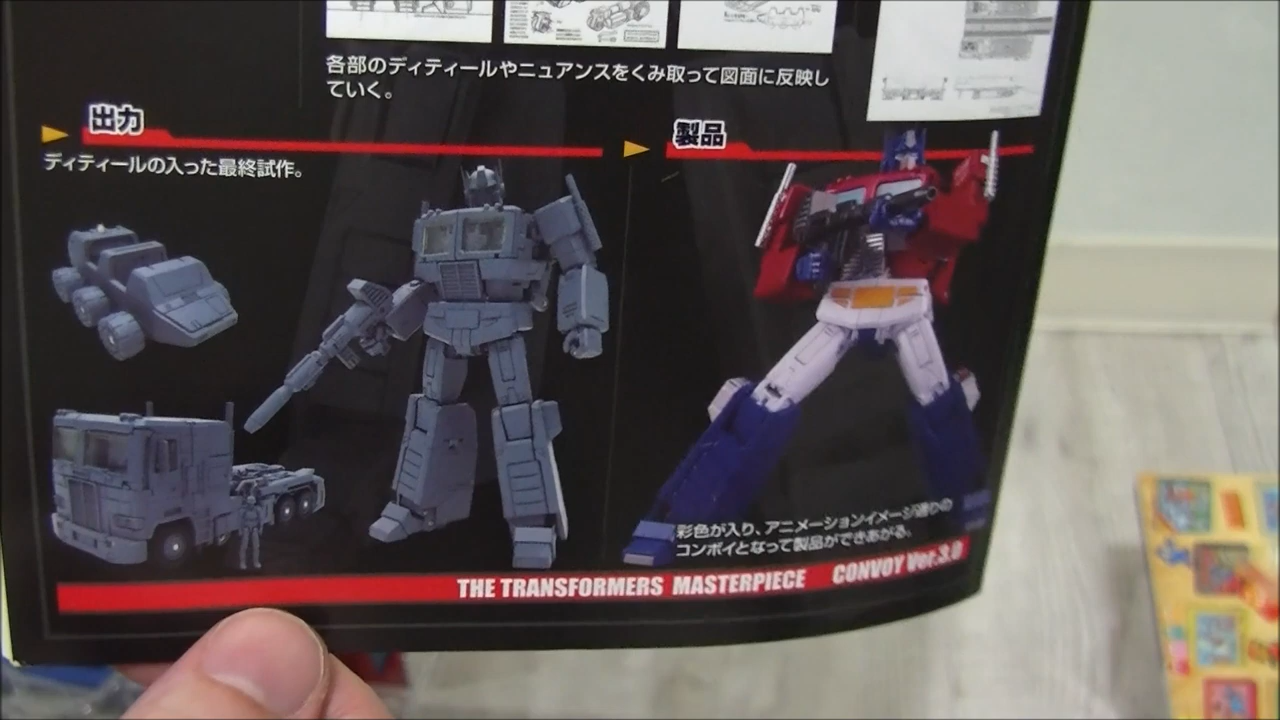 各部のディティールやニュアンスをくみ取って図面に反映し
ていく。
出力
ディティールの入った最終試作。
製品
彩色が入り、アニメーションイメージ通りの
コンボイとなって製品ができあがる。
THE TRANSFORMERS MASTERPIECE CONVOY Ver.3.0